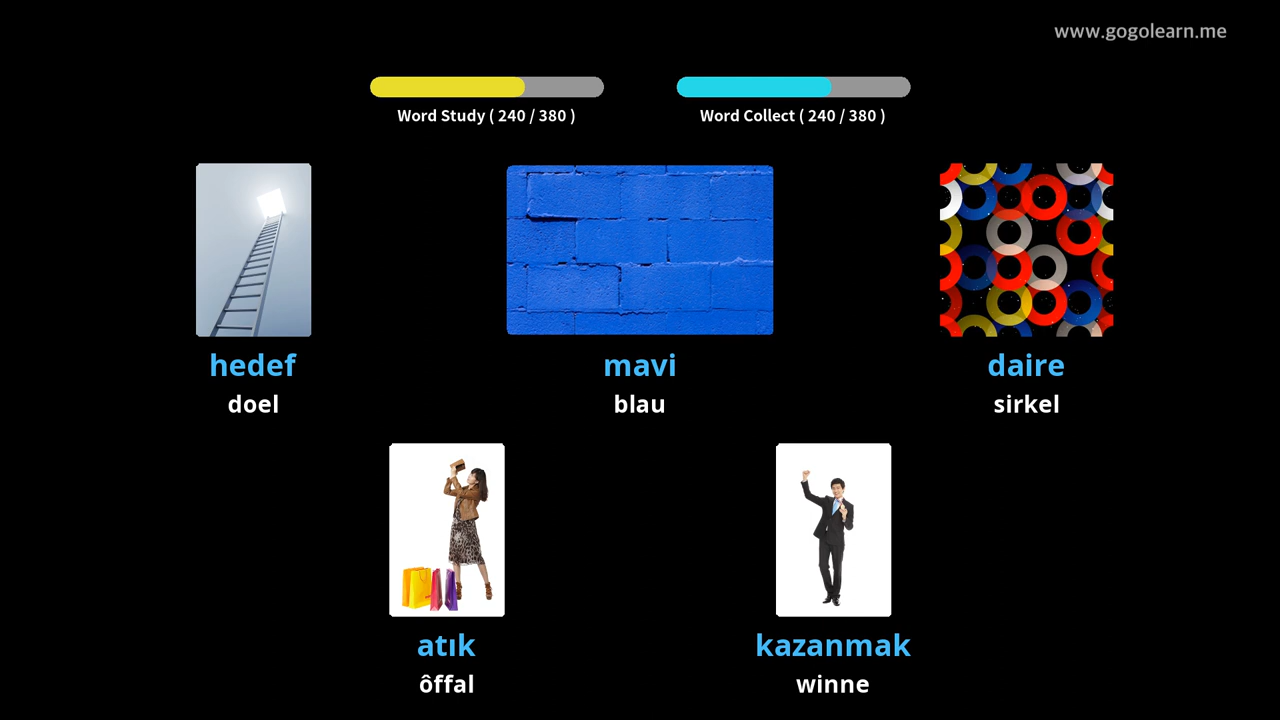 www.gogolearn.me
Word Study ( 240 / 380 )
Word Collect ( 240 / 380 )
hedef
doel
mavi
blau
daire
sirkel
atık
ôffal
kazanmak
winne